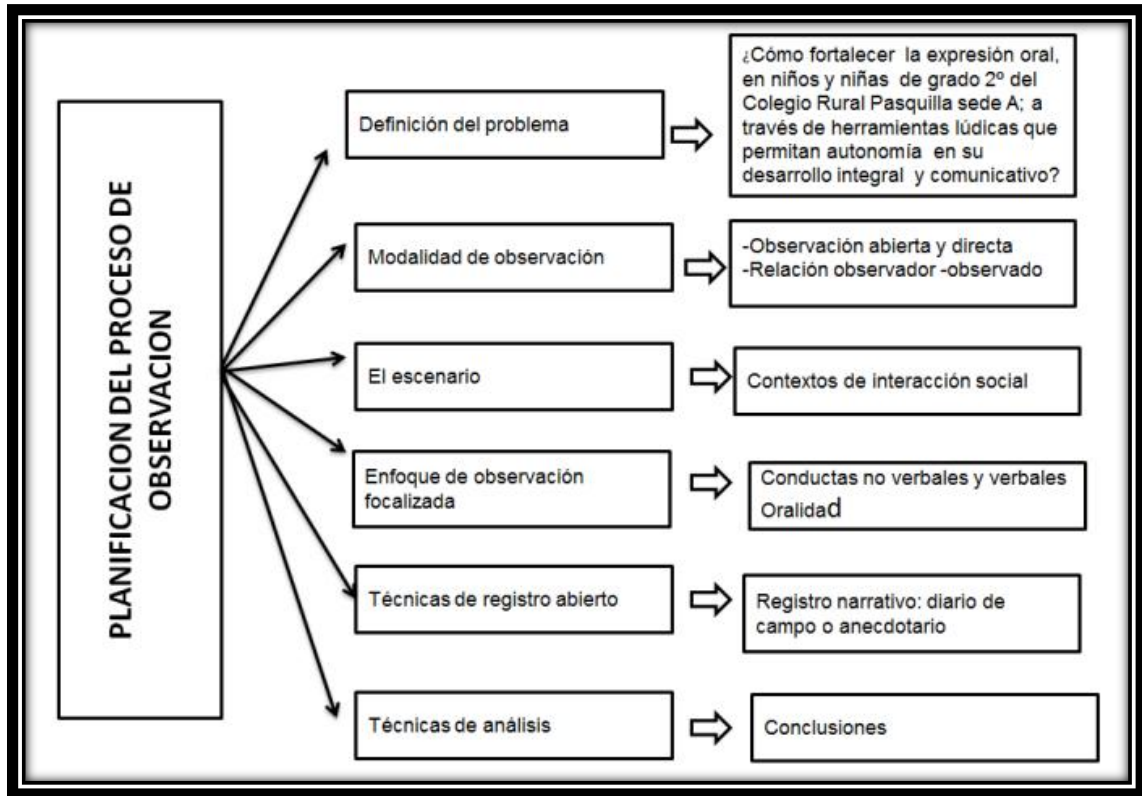 PLANIFICACION DEL PROCESO DE
OBSERVACION
Definición del problema
¿Cómo fortalecer la expresión oral,
en niños y niñas de grado 2º del
Colegio Rural Pasquilla sede A; a
través de herramientas lúdicas que
permitan autonomía en su
desarrollo integral y comunicativo?
Modalidad de observación
-Observación abierta y directa
-Relación observador -observado
El escenario
Contextos de interacción social
Enfoque de observación
focalizada
Conductas no verbales y verbales
Oralidad
Técnicas de registro abierto
Registro narrativo: diario de
campo o anecdotario
Técnicas de análisis
Conclusiones